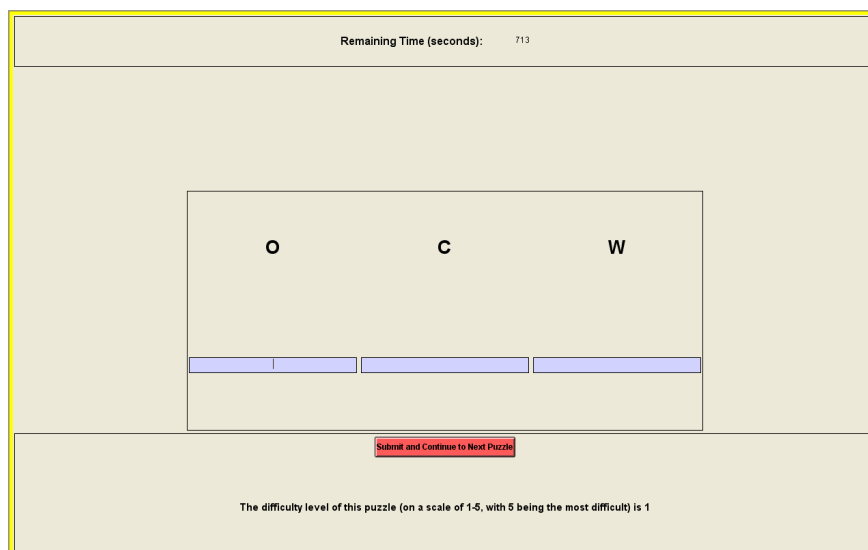 Remaining Time (seconds): 713
O C W
Submit and Continue to Next Puzzle
The difficulty level of this puzzle (on a scale of 1-5, with 5 being the most difficult) is 1